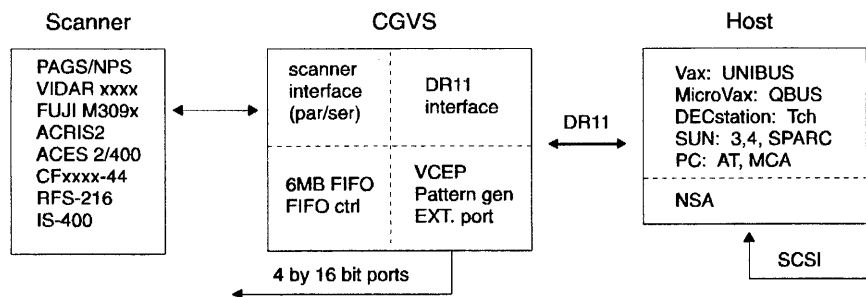 Scanner
PAGS/NPS
VIDAR xxxx
FUJI M309x
ACRIS2
ACES 2/400
CFxxxx-44
RFS-216
IS-400
CGVS
scanner
interface
(par/ser)
DR11
interface
6MB FIFO
FIFO ctrl
VCEP
Pattern gen
EXT. port
4 by 16 bit ports
DR11
Host
Vax: UNIBUS
MicroVax: QBUS
DECstation: Tch
SUN: 3,4, SPARC
PC: AT, MCA
NSA
SCSI